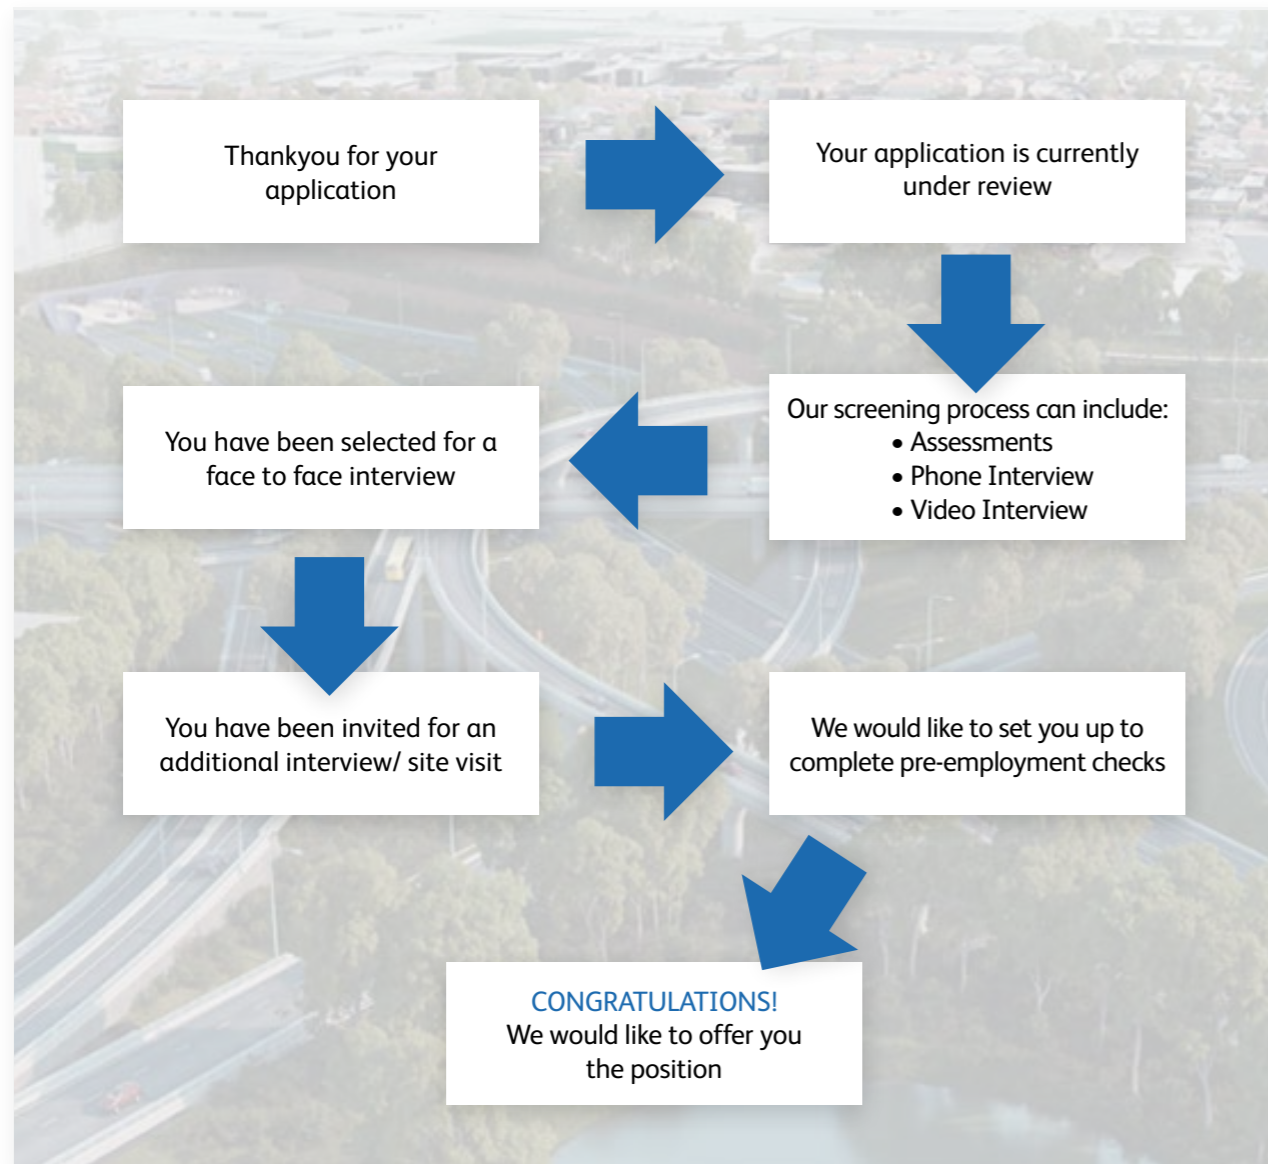 Thankyou for your
application
Your application is currently
under review
Our screening process can include:
• Assessments
• Phone Interview
• Video Interview
You have been selected for a
face to face interview
You have been invited for an
additional interview/ site visit
We would like to set you up to
complete pre-employment checks
CONGRATULATIONS!
We would like to offer you
the position